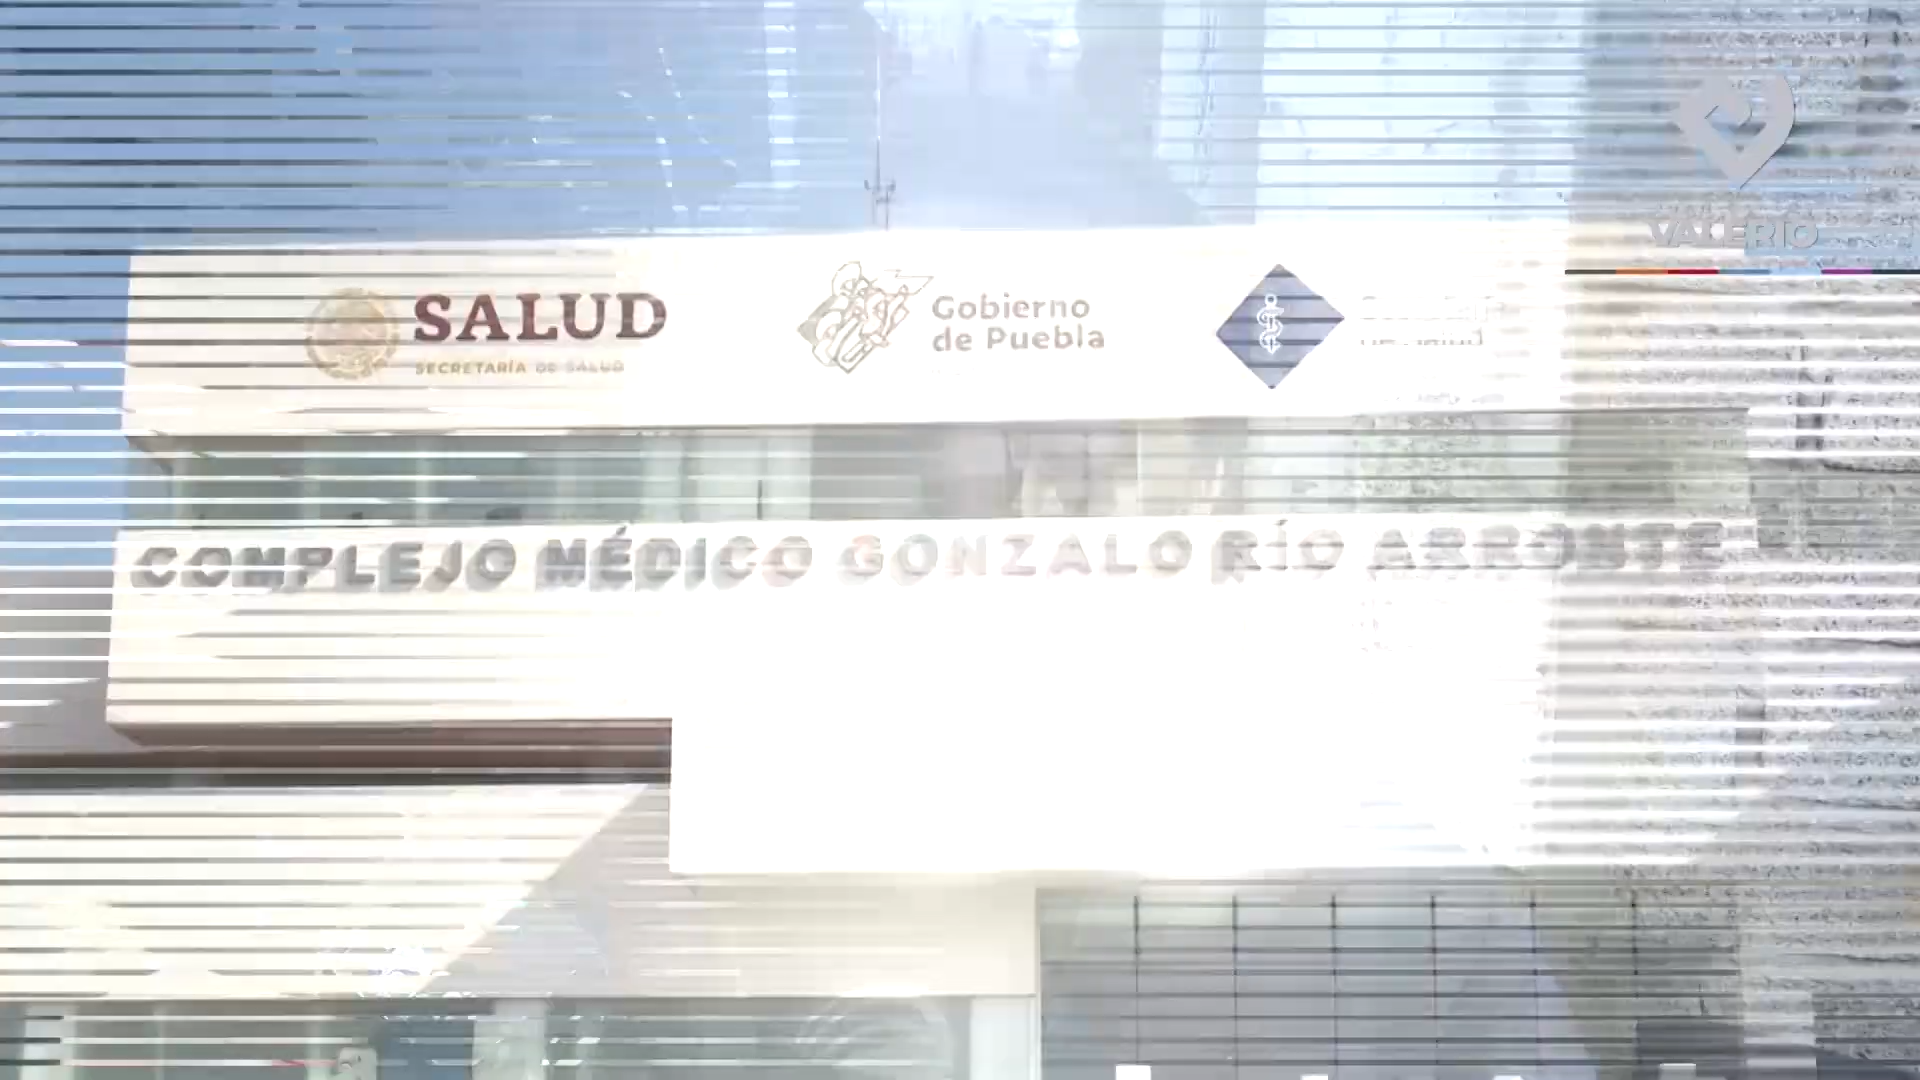 VALERIO
SALUD
SECRETARÍA DE SALUD
Gobierno
de Puebla
COMPLEJO MÉDICO GONZALO RÍO ARRONTE